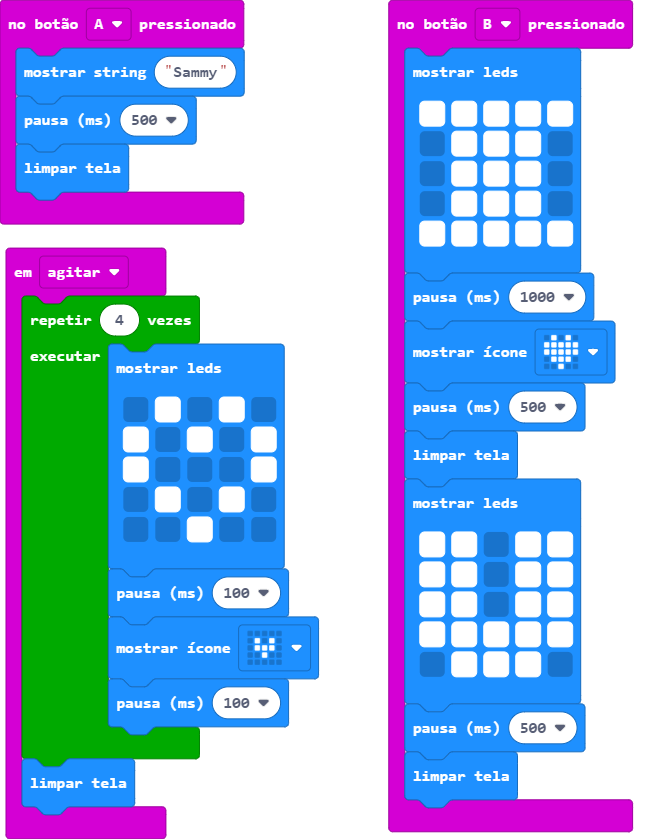 no botão A pressionado
mostrar string "Sammy"
pausa (ms) 500
limpar tela
em agitar
repetir 4 vezes
executar
mostrar leds
pausa (ms) 100
mostrar ícone
pausa (ms) 100
limpar tela
no botão B pressionado
mostrar leds
pausa (ms) 1000
mostrar ícone
pausa (ms) 500
limpar tela
mostrar leds
pausa (ms) 500
limpar tela